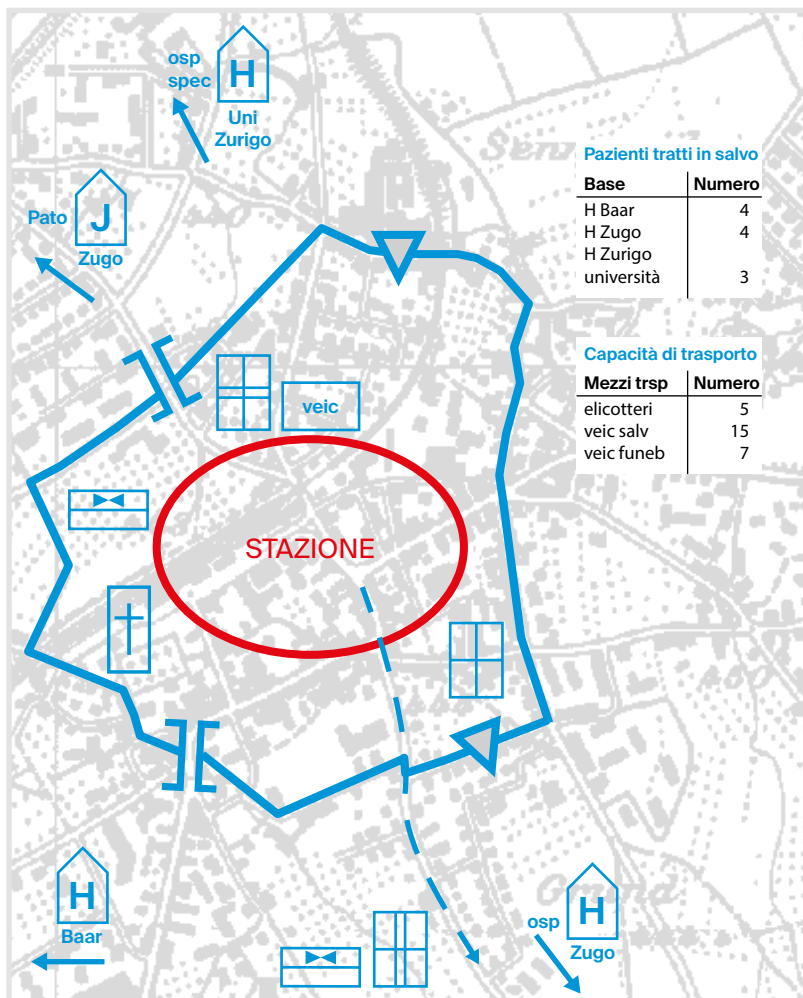 osp
spec
H
Uni
Zurigo
Pato
J
Zugo
Pazienti tratti in salvo
Base Numero
H Baar 4
H Zugo 4
H Zurigo
università 3
Capacità di trasporto
Mezzi trsp Numero
elicotteri 5
veic salv 15
veic funeb 7
veic
STAZIONE
H
Baar
osp
H
Zugo